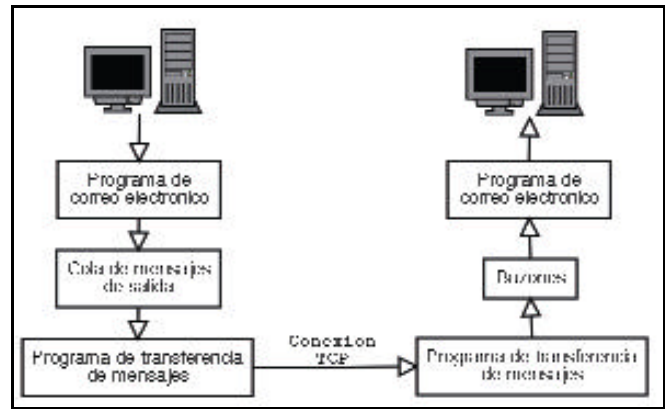 Programa de
correo electronico
Cola de mensajes
de salida
Programa de transferencia
de mensajes
Conexion
TCP
Programa de
correo electronico
Buzones
Programa de transferencia
de mensajes